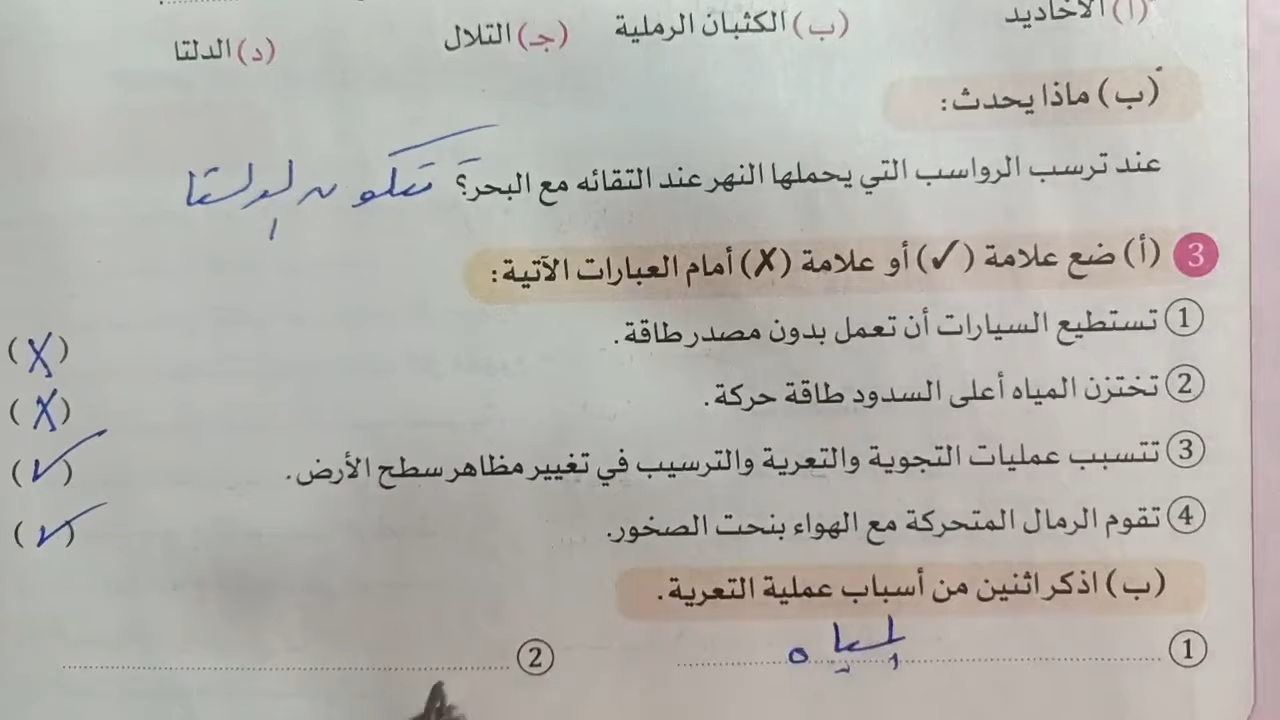 (أ) الأخاديد (ب) الكثبان الرملية (جـ) التلال (د) الدلتا
(ب) ماذا يحدث:
عند ترسب الرواسب التي يحملها النهر عند التقائه مع البحر؟ تتكون الدلتا
3 (أ) ضع علامة (✓) أو علامة (✗) أمام العبارات الآتية:
① تستطيع السيارات أن تعمل بدون مصدر طاقة. (✗)
② تختزن المياه أعلى السدود طاقة حركة. (✗)
③ تتسبب عمليات التجوية والتعرية والترسيب في تغيير مظاهر سطح الأرض. (✓)
④ تقوم الرمال المتحركة مع الهواء بنحت الصخور. (✓)
(ب) اذكر اثنين من أسباب عملية التعرية.
① المياه ②